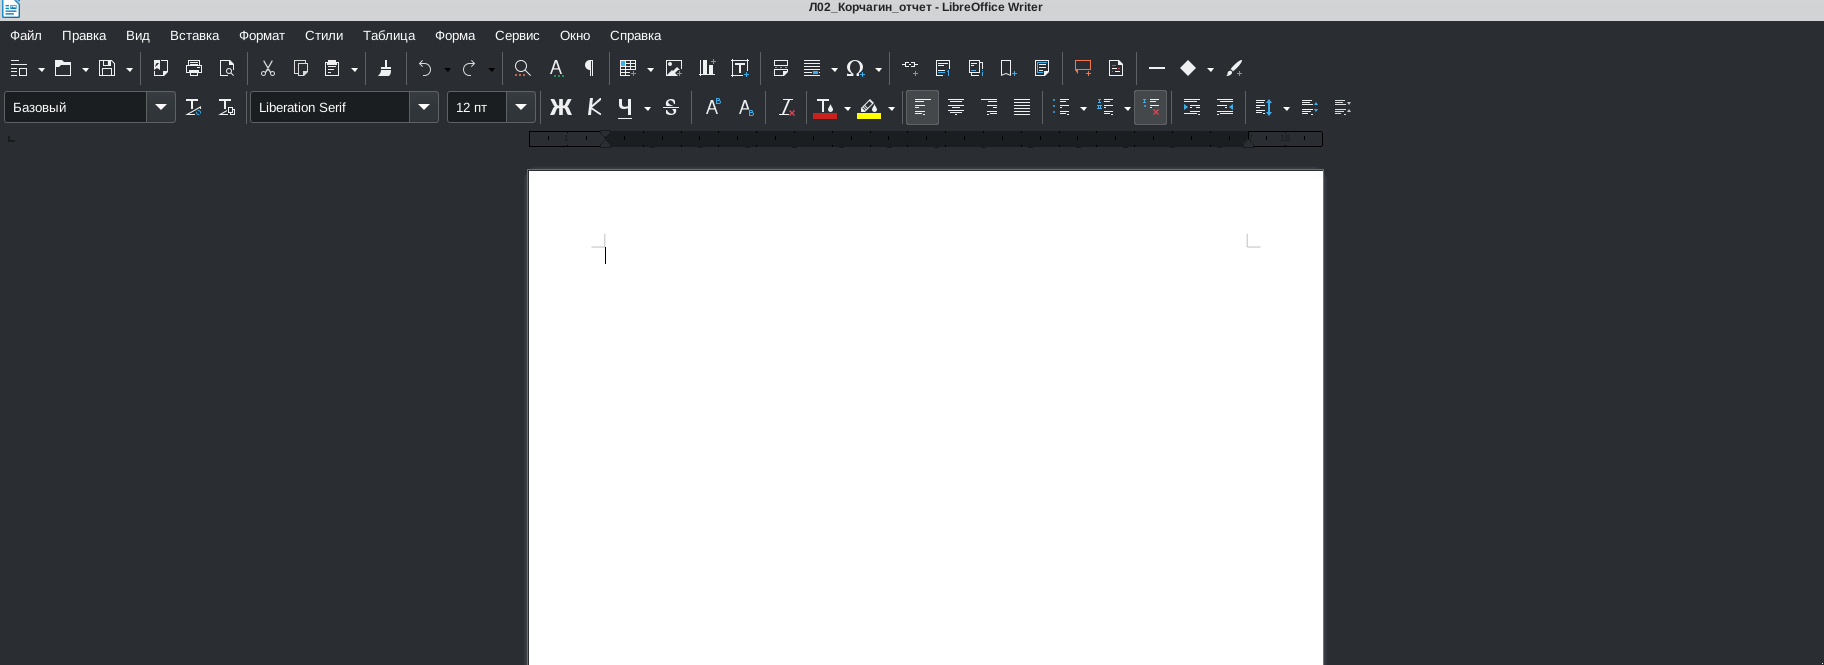 Л02_Корчагин_отчет - LibreOffice Writer
Файл Правка Вид Вставка Формат Стили Таблица Форма Сервис Окно Справка
Базовый Liberation Serif 12 пт Ж К Ч S